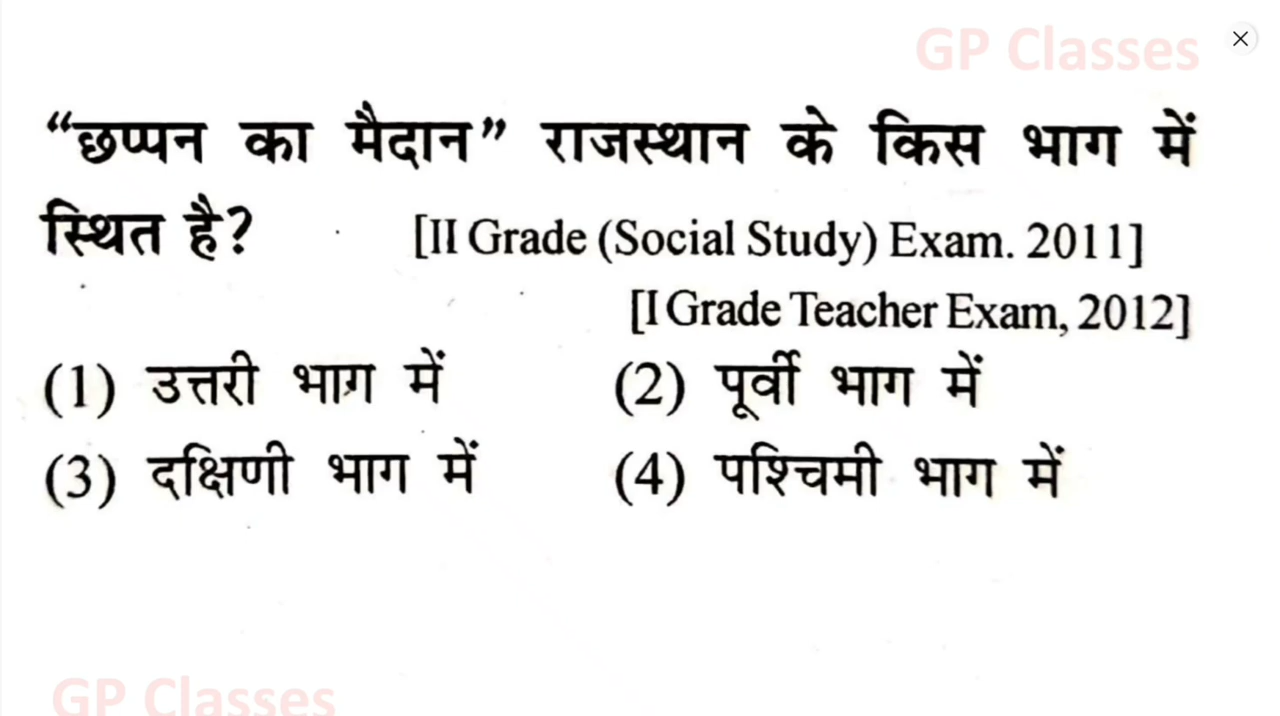 GP Classes
“छप्पन का मैदान” राजस्थान के किस भाग में
स्थित है? [II Grade (Social Study) Exam. 2011]
[I Grade Teacher Exam, 2012]
(1) उत्तरी भाग में (2) पूर्वी भाग में
(3) दक्षिणी भाग में (4) पश्चिमी भाग में
GP Classes